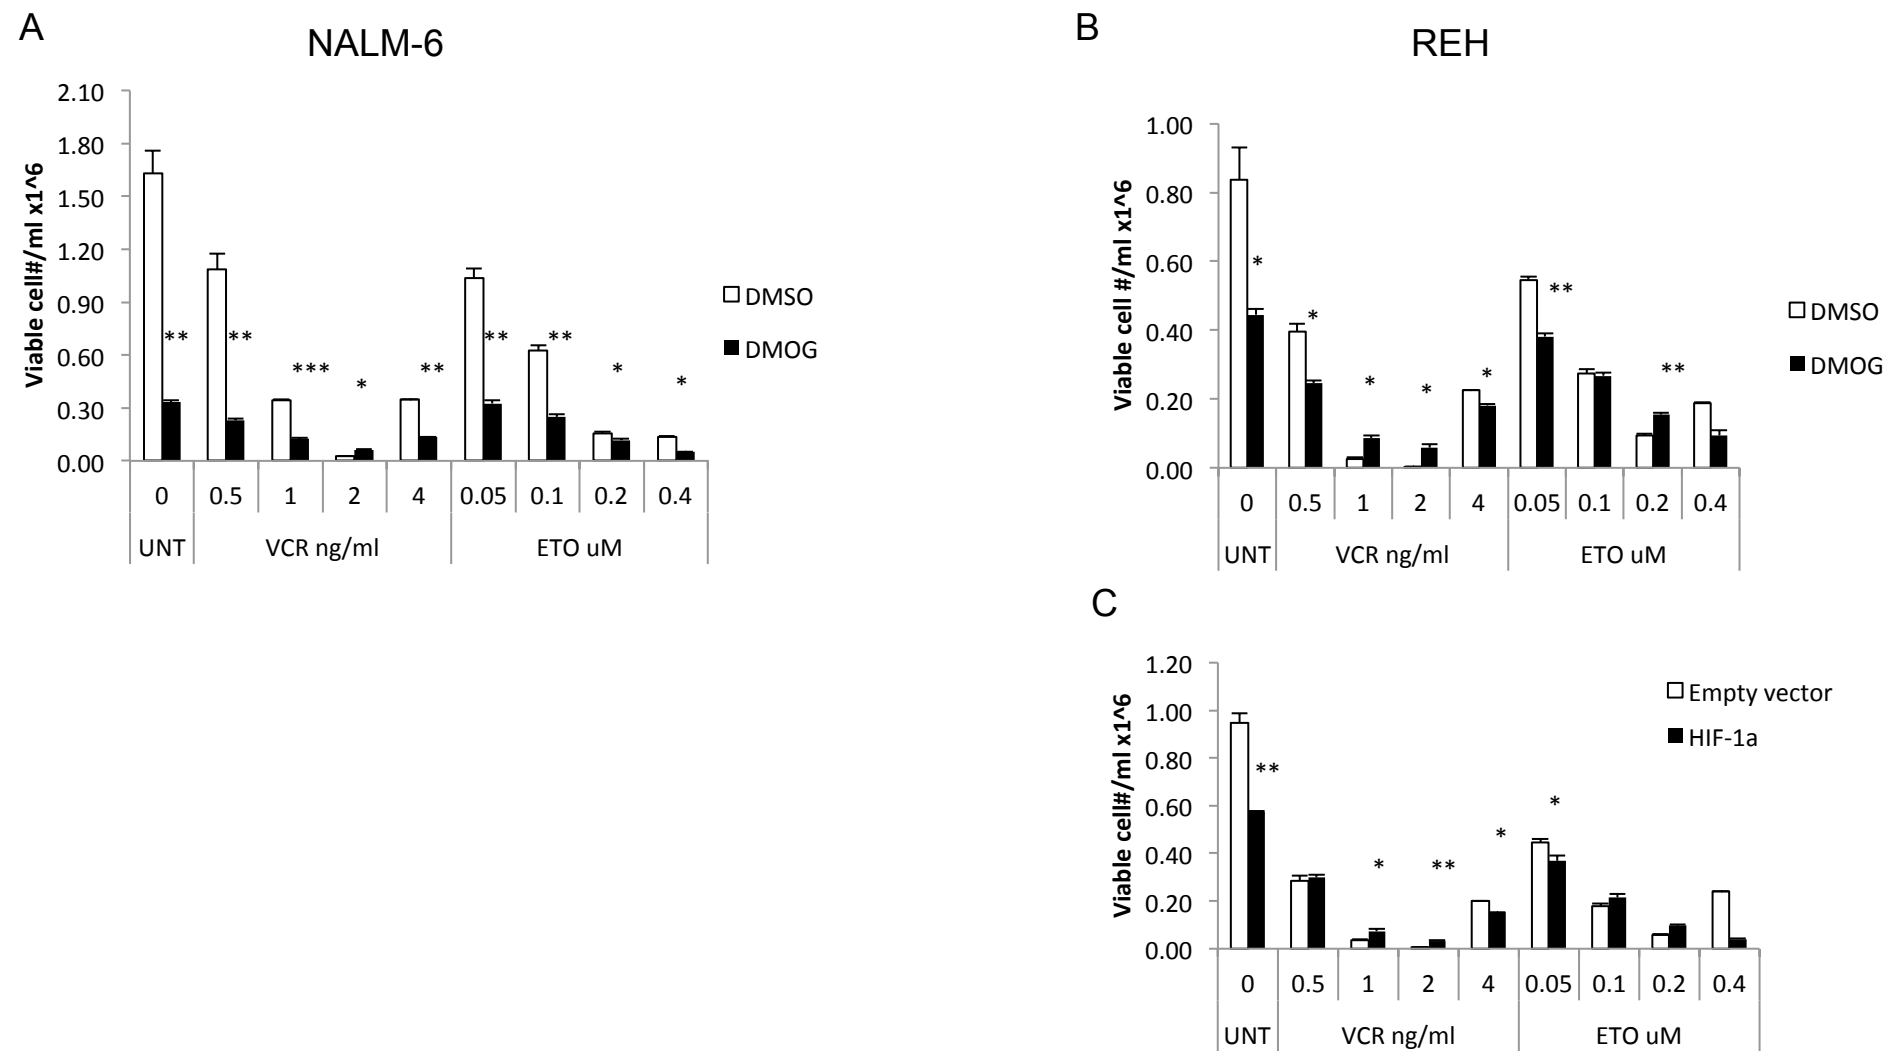 A
NALM-6
Viable cell#/ml x1^6
2.10
1.80
1.50
1.20
0.90
0.60
0.30
0.00
** ** *** * ** ** ** * *
DMSO
DMOG
0 0.5 1 2 4 0.05 0.1 0.2 0.4
UNT VCR ng/ml ETO uM
B
REH
Viable cell #/ml x1^6
1.00
0.80
0.60
0.40
0.20
0.00
* * * * * ** **
DMSO
DMOG
0 0.5 1 2 4 0.05 0.1 0.2 0.4
UNT VCR ng/ml ETO uM
C
Viable cell#/ml x1^6
1.20
1.00
0.80
0.60
0.40
0.20
0.00
** * ** * *
Empty vector
HIF-1a
0 0.5 1 2 4 0.05 0.1 0.2 0.4
UNT VCR ng/ml ETO uM